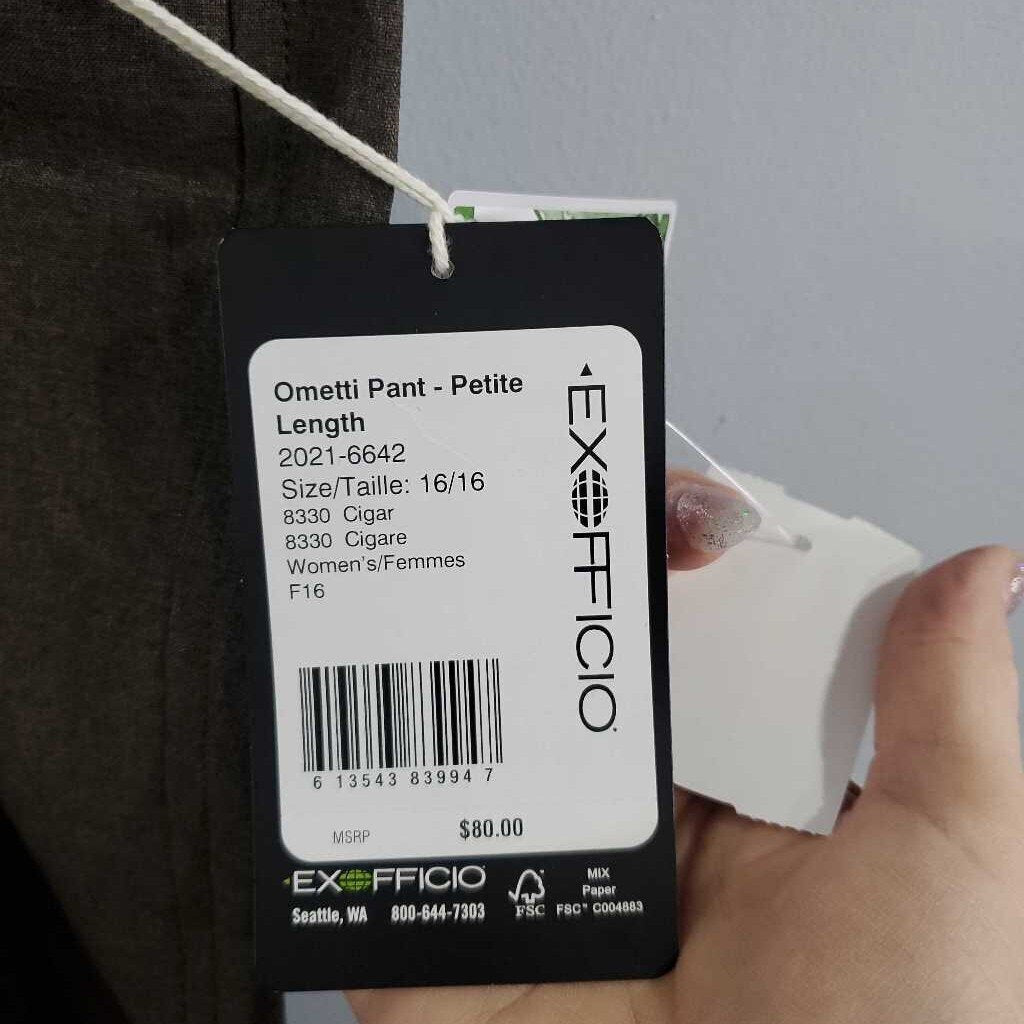 Ometti Pant - Petite
Length
2021-6642
Size/Taille: 16/16
8330 Cigar
8330 Cigare
Women's/Femmes
F16
EXOFFICIO
6 13543 83994 7
MSRP $80.00
EXOFFICIO
Seattle, WA 800-644-7303
FSC
MIX
Paper
FSC™ C004883